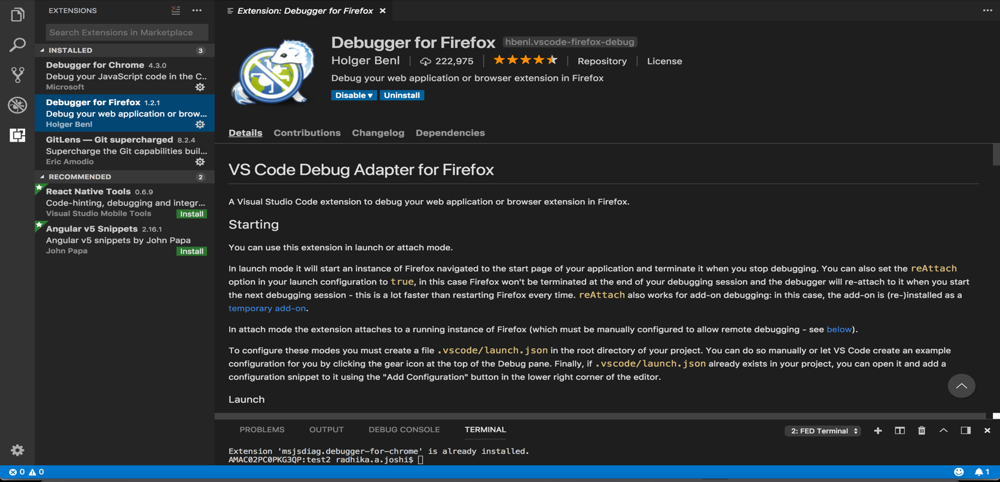 EXTENSIONS
Search Extensions in Marketplace
INSTALLED 3
Debugger for Chrome 4.3.0
Debug your JavaScript code in the C..
Microsoft
Debugger for Firefox 1.2.1
Debug your web application or brow...
Holger Benl
GitLens — Git supercharged 8.2.4
Supercharge the Git capabilities buil...
Eric Amodio
RECOMMENDED 2
React Native Tools 0.6.9
Code-hinting, debugging and integr...
Visual Studio Mobile Tools Install
Angular v5 Snippets 2.16.1
Angular v5 snippets by John Papa
John Papa Install
Extension: Debugger for Firefox
Debugger for Firefox hbenl.vscode-firefox-debug
Holger Benl 222,975 Repository License
Debug your web application or browser extension in Firefox
Disable Uninstall
Details Contributions Changelog Dependencies
VS Code Debug Adapter for Firefox
A Visual Studio Code extension to debug your web application or browser extension in Firefox.
Starting
You can use this extension in launch or attach mode.
In launch mode it will start an instance of Firefox navigated to the start page of your application and terminate it when you stop debugging. You can also set the reAttach
option in your launch configuration to true, in this case Firefox won't be terminated at the end of your debugging session and the debugger will re-attach to it when you start
the next debugging session - this is a lot faster than restarting Firefox every time. reAttach also works for add-on debugging: in this case, the add-on is (re-)installed as a
temporary add-on.
In attach mode the extension attaches to a running instance of Firefox (which must be manually configured to allow remote debugging - see below).
To configure these modes you must create a file .vscode/launch.json in the root directory of your project. You can do so manually or let VS Code create an example
configuration for you by clicking the gear icon at the top of the Debug pane. Finally, if .vscode/launch.json already exists in your project, you can open it and add a
configuration snippet to it using the "Add Configuration" button in the lower right corner of the editor.
Launch
PROBLEMS OUTPUT DEBUG CONSOLE TERMINAL 2: FED Terminal
Extension 'msjsdiag.debugger-for-chrome' is already installed.
AMAC02PC0PKG3QP:test2 radhika.a.joshi$
0 0 1